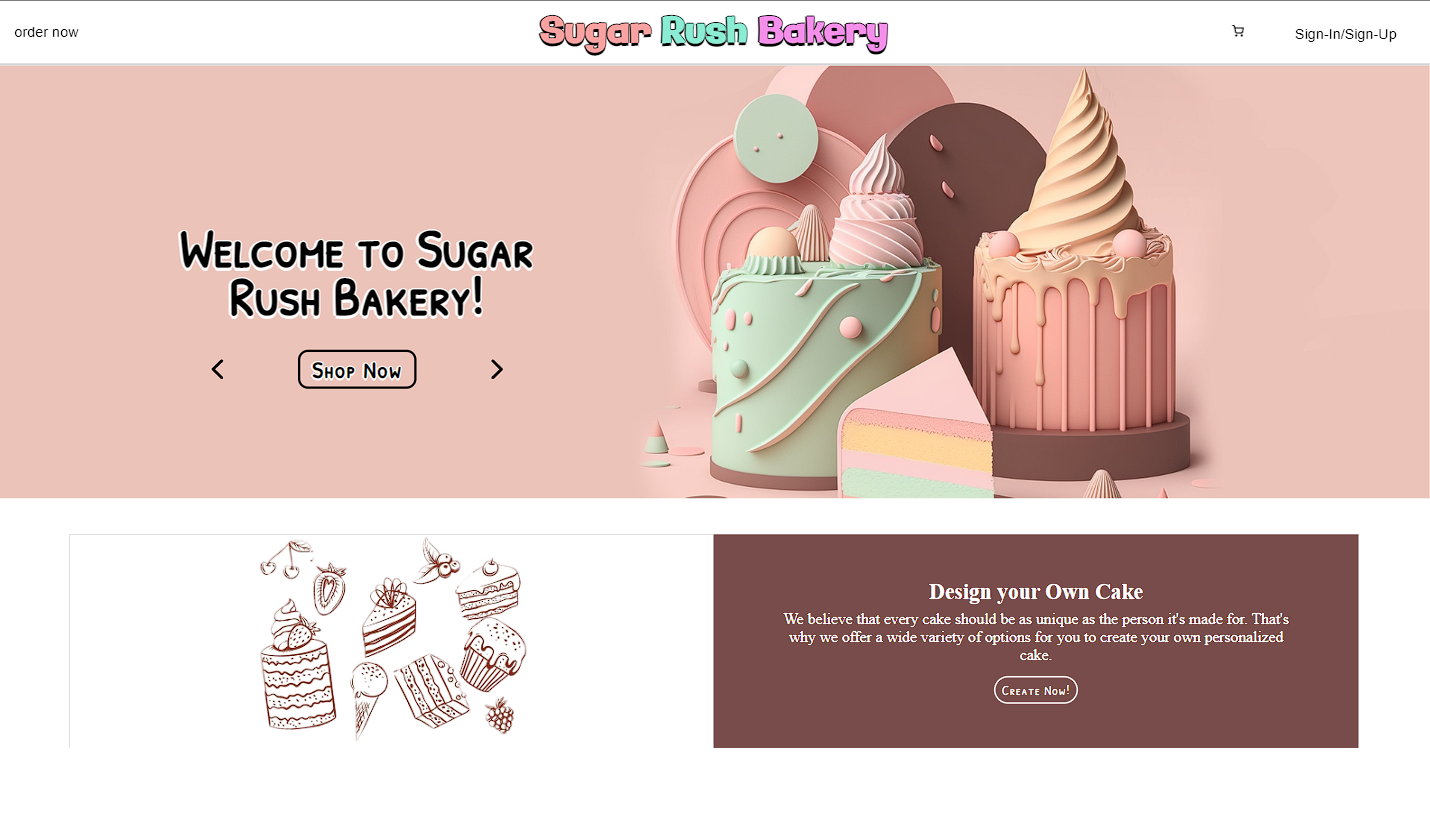 order now
Sugar Rush Bakery
Sign-In/Sign-Up
Welcome to Sugar
Rush Bakery!
Shop Now
Design your Own Cake
We believe that every cake should be as unique as the person it's made for. That's
why we offer a wide variety of options for you to create your own personalized
cake.
Create Now!